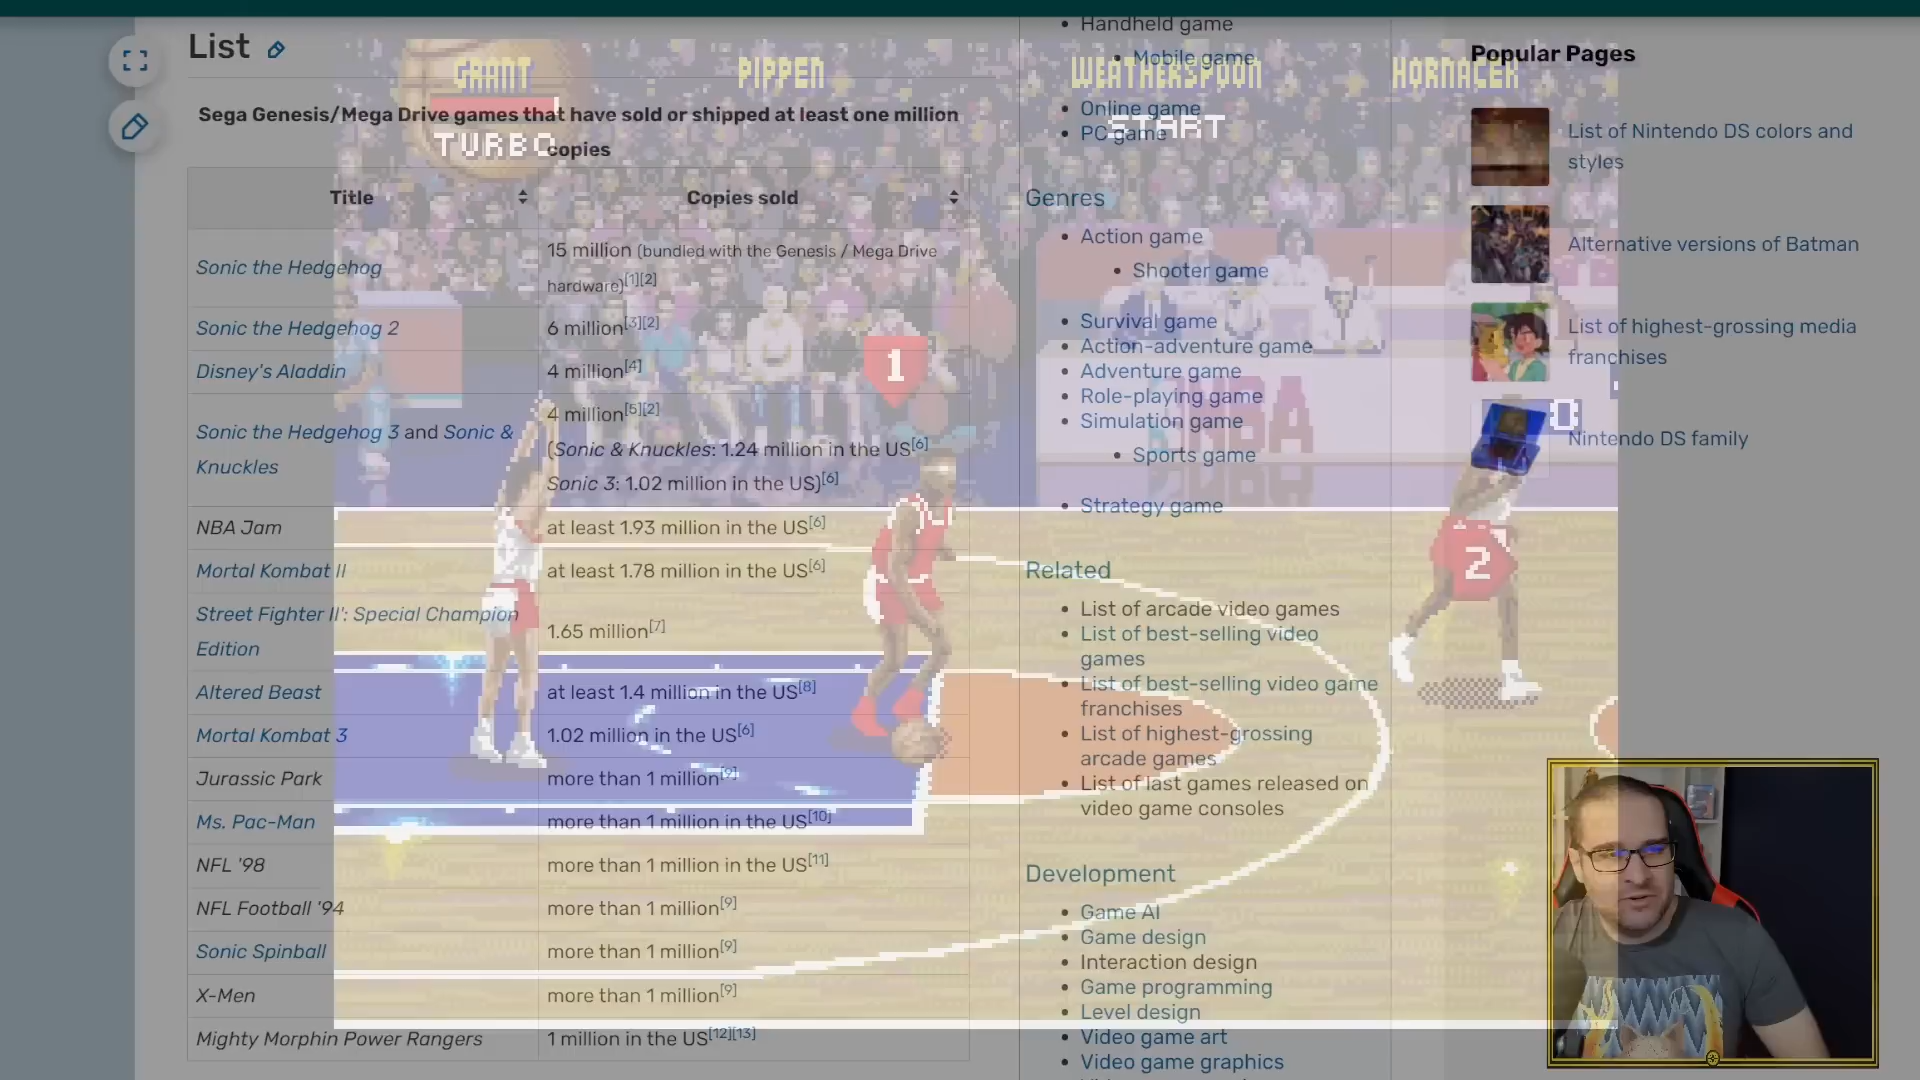 List
Sega Genesis/Mega Drive games that have sold or shipped at least one million
copies
Title
Copies sold
Sonic the Hedgehog
15 million (bundled with the Genesis / Mega Drive
hardware)[1][2]
Sonic the Hedgehog 2
6 million[3][2]
Disney's Aladdin
4 million[4]
Sonic the Hedgehog 3 and Sonic &
Knuckles
4 million[5][2]
(Sonic & Knuckles: 1.24 million in the US[6]
Sonic 3: 1.02 million in the US)[6]
NBA Jam
at least 1.93 million in the US[6]
Mortal Kombat II
at least 1.78 million in the US[6]
Street Fighter II': Special Champion
Edition
1.65 million[7]
Altered Beast
at least 1.4 million in the US[8]
Mortal Kombat 3
1.02 million in the US[6]
Jurassic Park
more than 1 million[9]
Ms. Pac-Man
more than 1 million in the US[10]
NFL '98
more than 1 million in the US[11]
NFL Football '94
more than 1 million[9]
Sonic Spinball
more than 1 million[9]
X-Men
more than 1 million[9]
Mighty Morphin Power Rangers
1 million in the US[12][13]
GRANT
TURBO
PIPPEN
WEATHERSPOON
START
HORNACEK
1
NBA
2
0
Handheld game
Mobile game
Online game
PC game
Genres
Action game
Shooter game
Survival game
Action-adventure game
Adventure game
Role-playing game
Simulation game
Sports game
Strategy game
Related
List of arcade video games
List of best-selling video
games
List of best-selling video game
franchises
List of highest-grossing
arcade games
List of last games released on
video game consoles
Development
Game AI
Game design
Interaction design
Game programming
Level design
Video game art
Video game graphics
Popular Pages
List of Nintendo DS colors and
styles
Alternative versions of Batman
List of highest-grossing media
franchises
Nintendo DS family